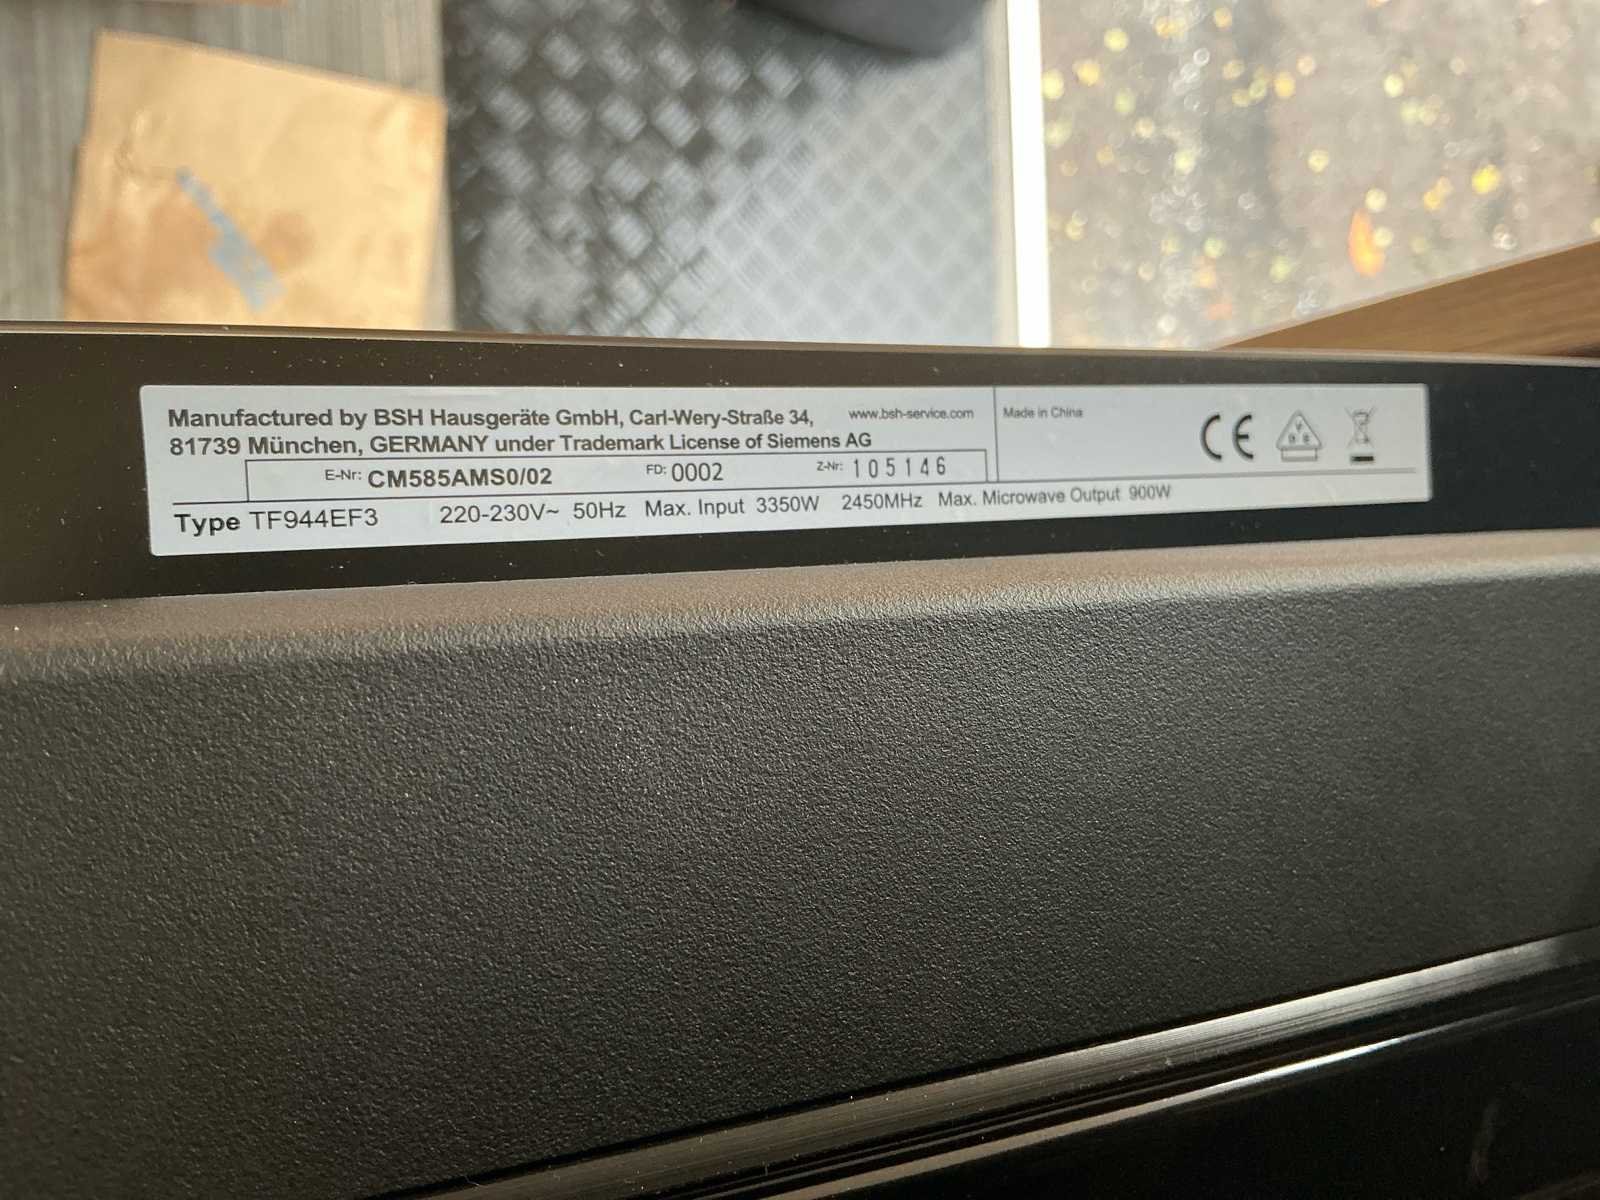 Manufactured by BSH Hausgeräte GmbH, Carl-Wery-Straße 34,
81739 München, GERMANY under Trademark License of Siemens AG
www.bsh-service.com
Made in China
E-Nr: CM585AMS0/02 FD: 0002 Z-Nr: 105146
Type TF944EF3 220-230V~ 50Hz Max. Input 3350W 2450MHz Max. Microwave Output 900W
CE